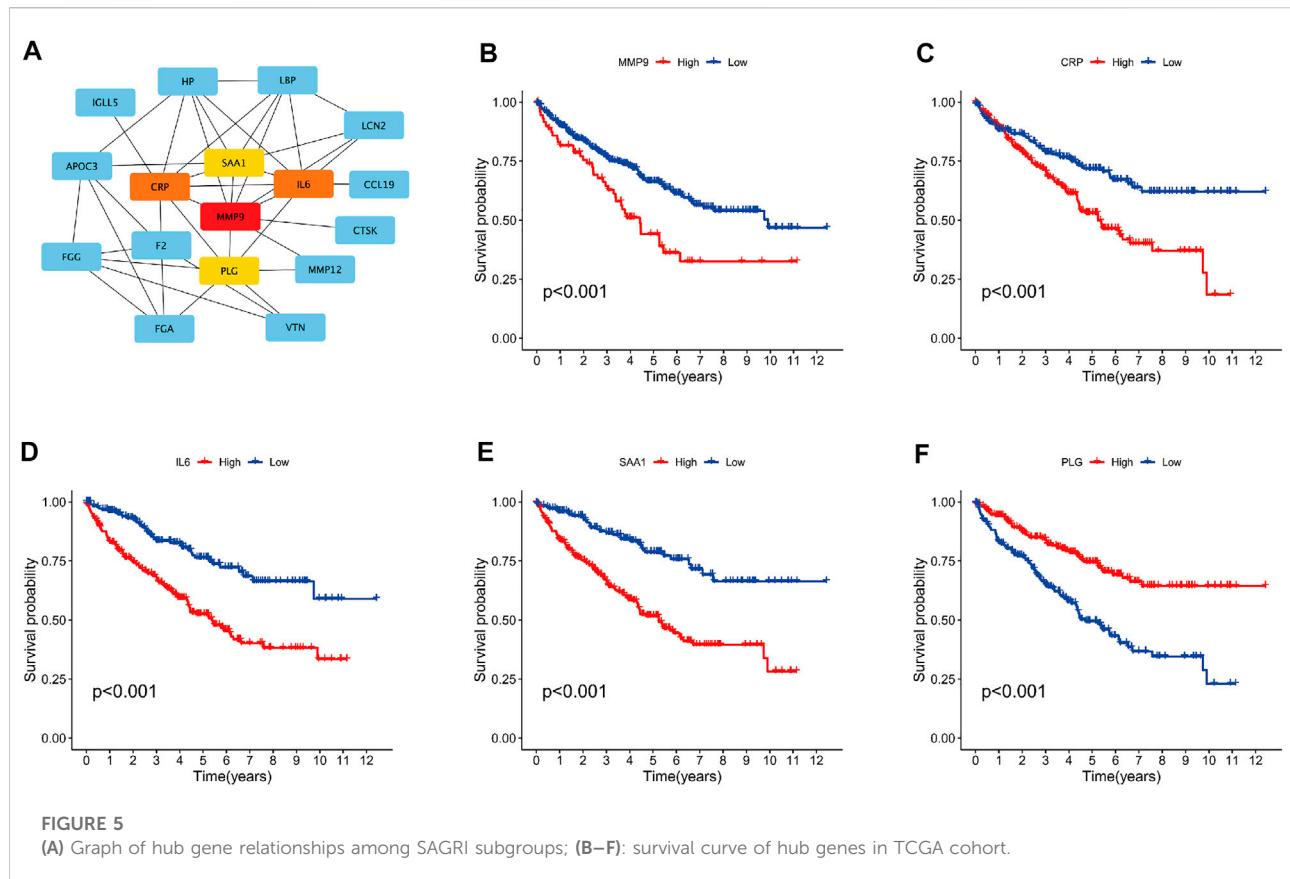 A
HP
LBP
IGLL5
LCN2
SAA1
APOC3
CRP
IL6
CCL19
MMP9
CTSK
F2
FGG
PLG
MMP12
FGA
VTN
B
MMP9 High Low
Survival probability
1.00
0.75
0.50
0.25
0.00
p<0.001
0 1 2 3 4 5 6 7 8 9 10 11 12
Time(years)
C
CRP High Low
Survival probability
1.00
0.75
0.50
0.25
0.00
p<0.001
0 1 2 3 4 5 6 7 8 9 10 11 12
Time(years)
D
IL6 High Low
Survival probability
1.00
0.75
0.50
0.25
0.00
p<0.001
0 1 2 3 4 5 6 7 8 9 10 11 12
Time(years)
E
SAA1 High Low
Survival probability
1.00
0.75
0.50
0.25
0.00
p<0.001
0 1 2 3 4 5 6 7 8 9 10 11 12
Time(years)
F
PLG High Low
Survival probability
1.00
0.75
0.50
0.25
0.00
p<0.001
0 1 2 3 4 5 6 7 8 9 10 11 12
Time(years)
FIGURE 5
(A) Graph of hub gene relationships among SAGRI subgroups; (B–F): survival curve of hub genes in TCGA cohort.